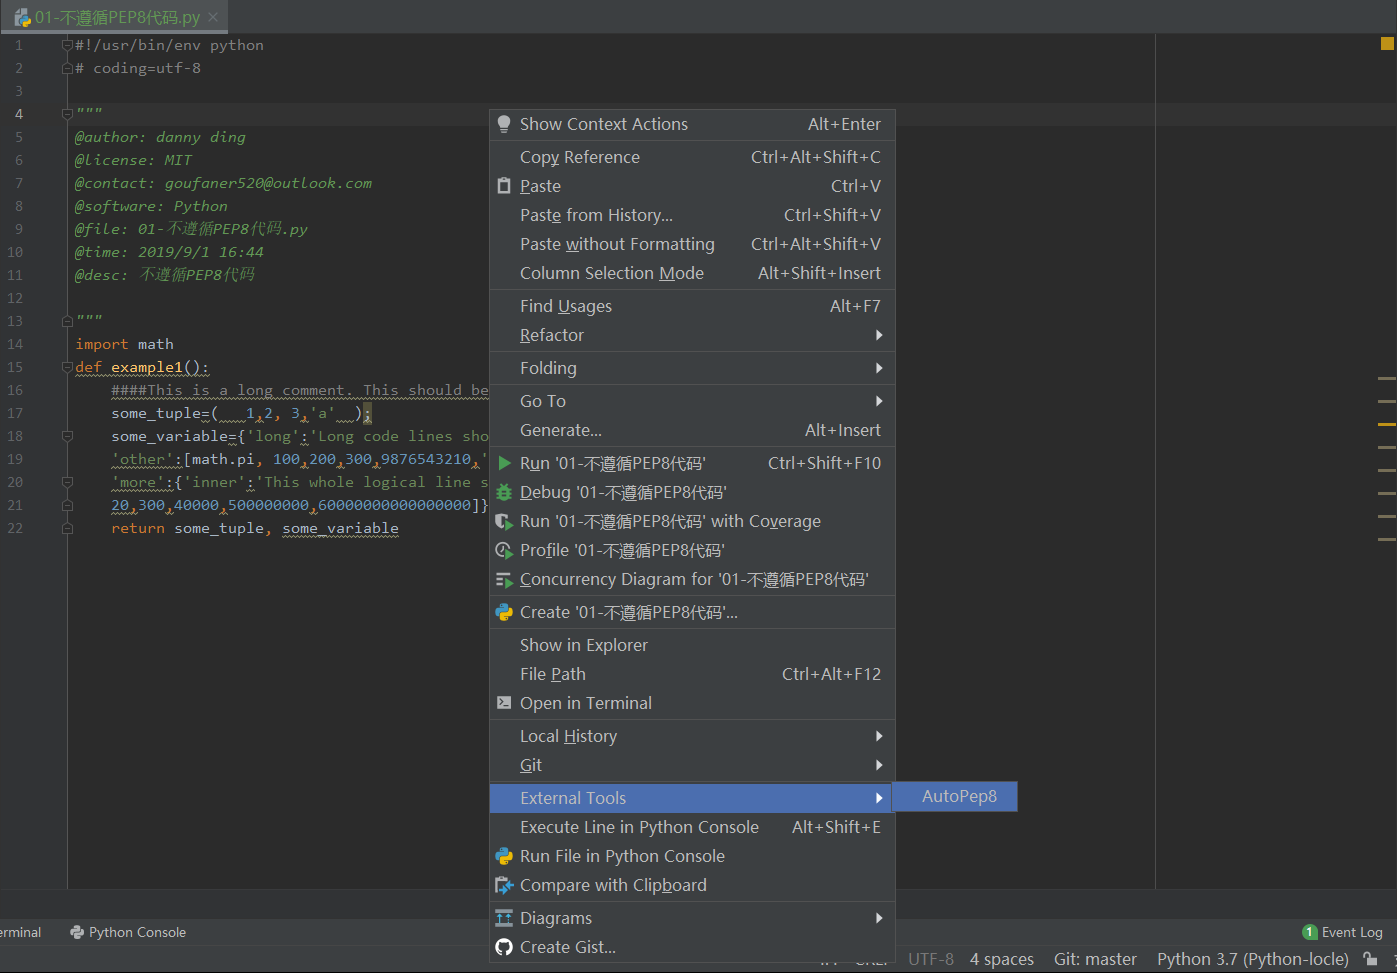 01-不遵循PEP8代码.py
1 #!/usr/bin/env python
2 # coding=utf-8
3
4 """
5 @author: danny ding
6 @license: MIT
7 @contact: goufaner520@outlook.com
8 @software: Python
9 @file: 01-不遵循PEP8代码.py
10 @time: 2019/9/1 16:44
11 @desc: 不遵循PEP8代码
12
13 """
14 import math
15 def example1():
16 ####This is a long comment. This should be
17 some_tuple=(   1,2, 3,'a'  );
18 some_variable={'long':'Long code lines sho
19 'other':[math.pi, 100,200,300,9876543210,'
20 'more':{'inner':'This whole logical line s
21 20,300,40000,500000000,60000000000000000]}
22 return some_tuple, some_variable
Show Context Actions Alt+Enter
Copy Reference Ctrl+Alt+Shift+C
Paste Ctrl+V
Paste from History... Ctrl+Shift+V
Paste without Formatting Ctrl+Alt+Shift+V
Column Selection Mode Alt+Shift+Insert
Find Usages Alt+F7
Refactor
Folding
Go To
Generate... Alt+Insert
Run '01-不遵循PEP8代码' Ctrl+Shift+F10
Debug '01-不遵循PEP8代码'
Run '01-不遵循PEP8代码' with Coverage
Profile '01-不遵循PEP8代码'
Concurrency Diagram for '01-不遵循PEP8代码'
Create '01-不遵循PEP8代码'...
Show in Explorer
File Path Ctrl+Alt+F12
Open in Terminal
Local History
Git
External Tools
AutoPep8
Execute Line in Python Console Alt+Shift+E
Run File in Python Console
Compare with Clipboard
Diagrams
Create Gist...
erminal Python Console 1 Event Log
UTF-8 4 spaces Git: master Python 3.7 (Python-locle)